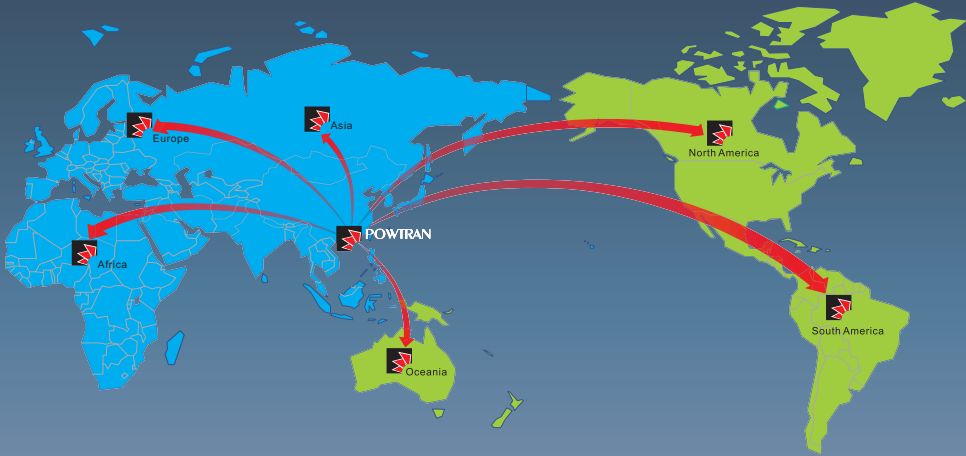 Asia
Europe
North America
POWTRAN
Africa
South America
Oceania